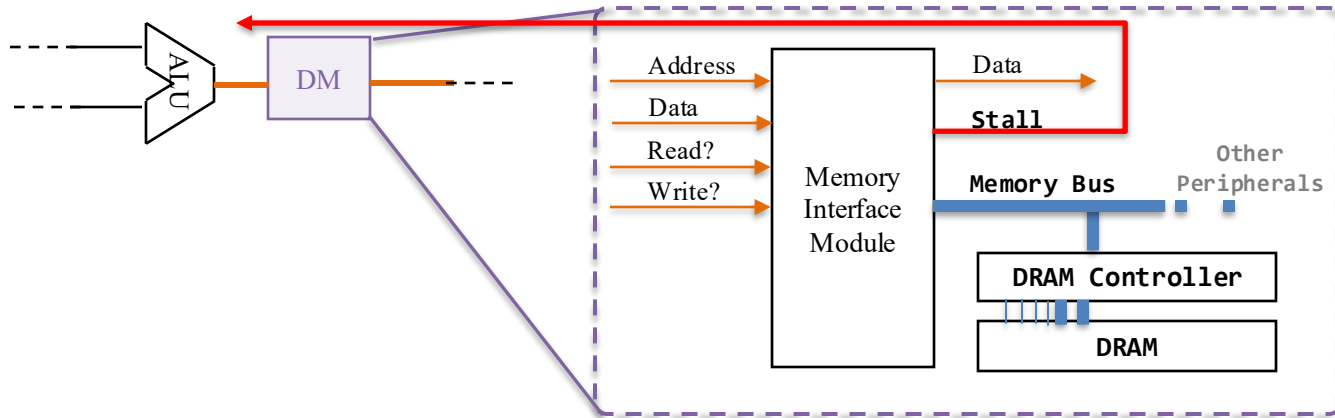 ALU
DM
Address
Data
Read?
Write?
Memory
Interface
Module
Data
Stall
Memory Bus
Other
Peripherals
DRAM Controller
DRAM